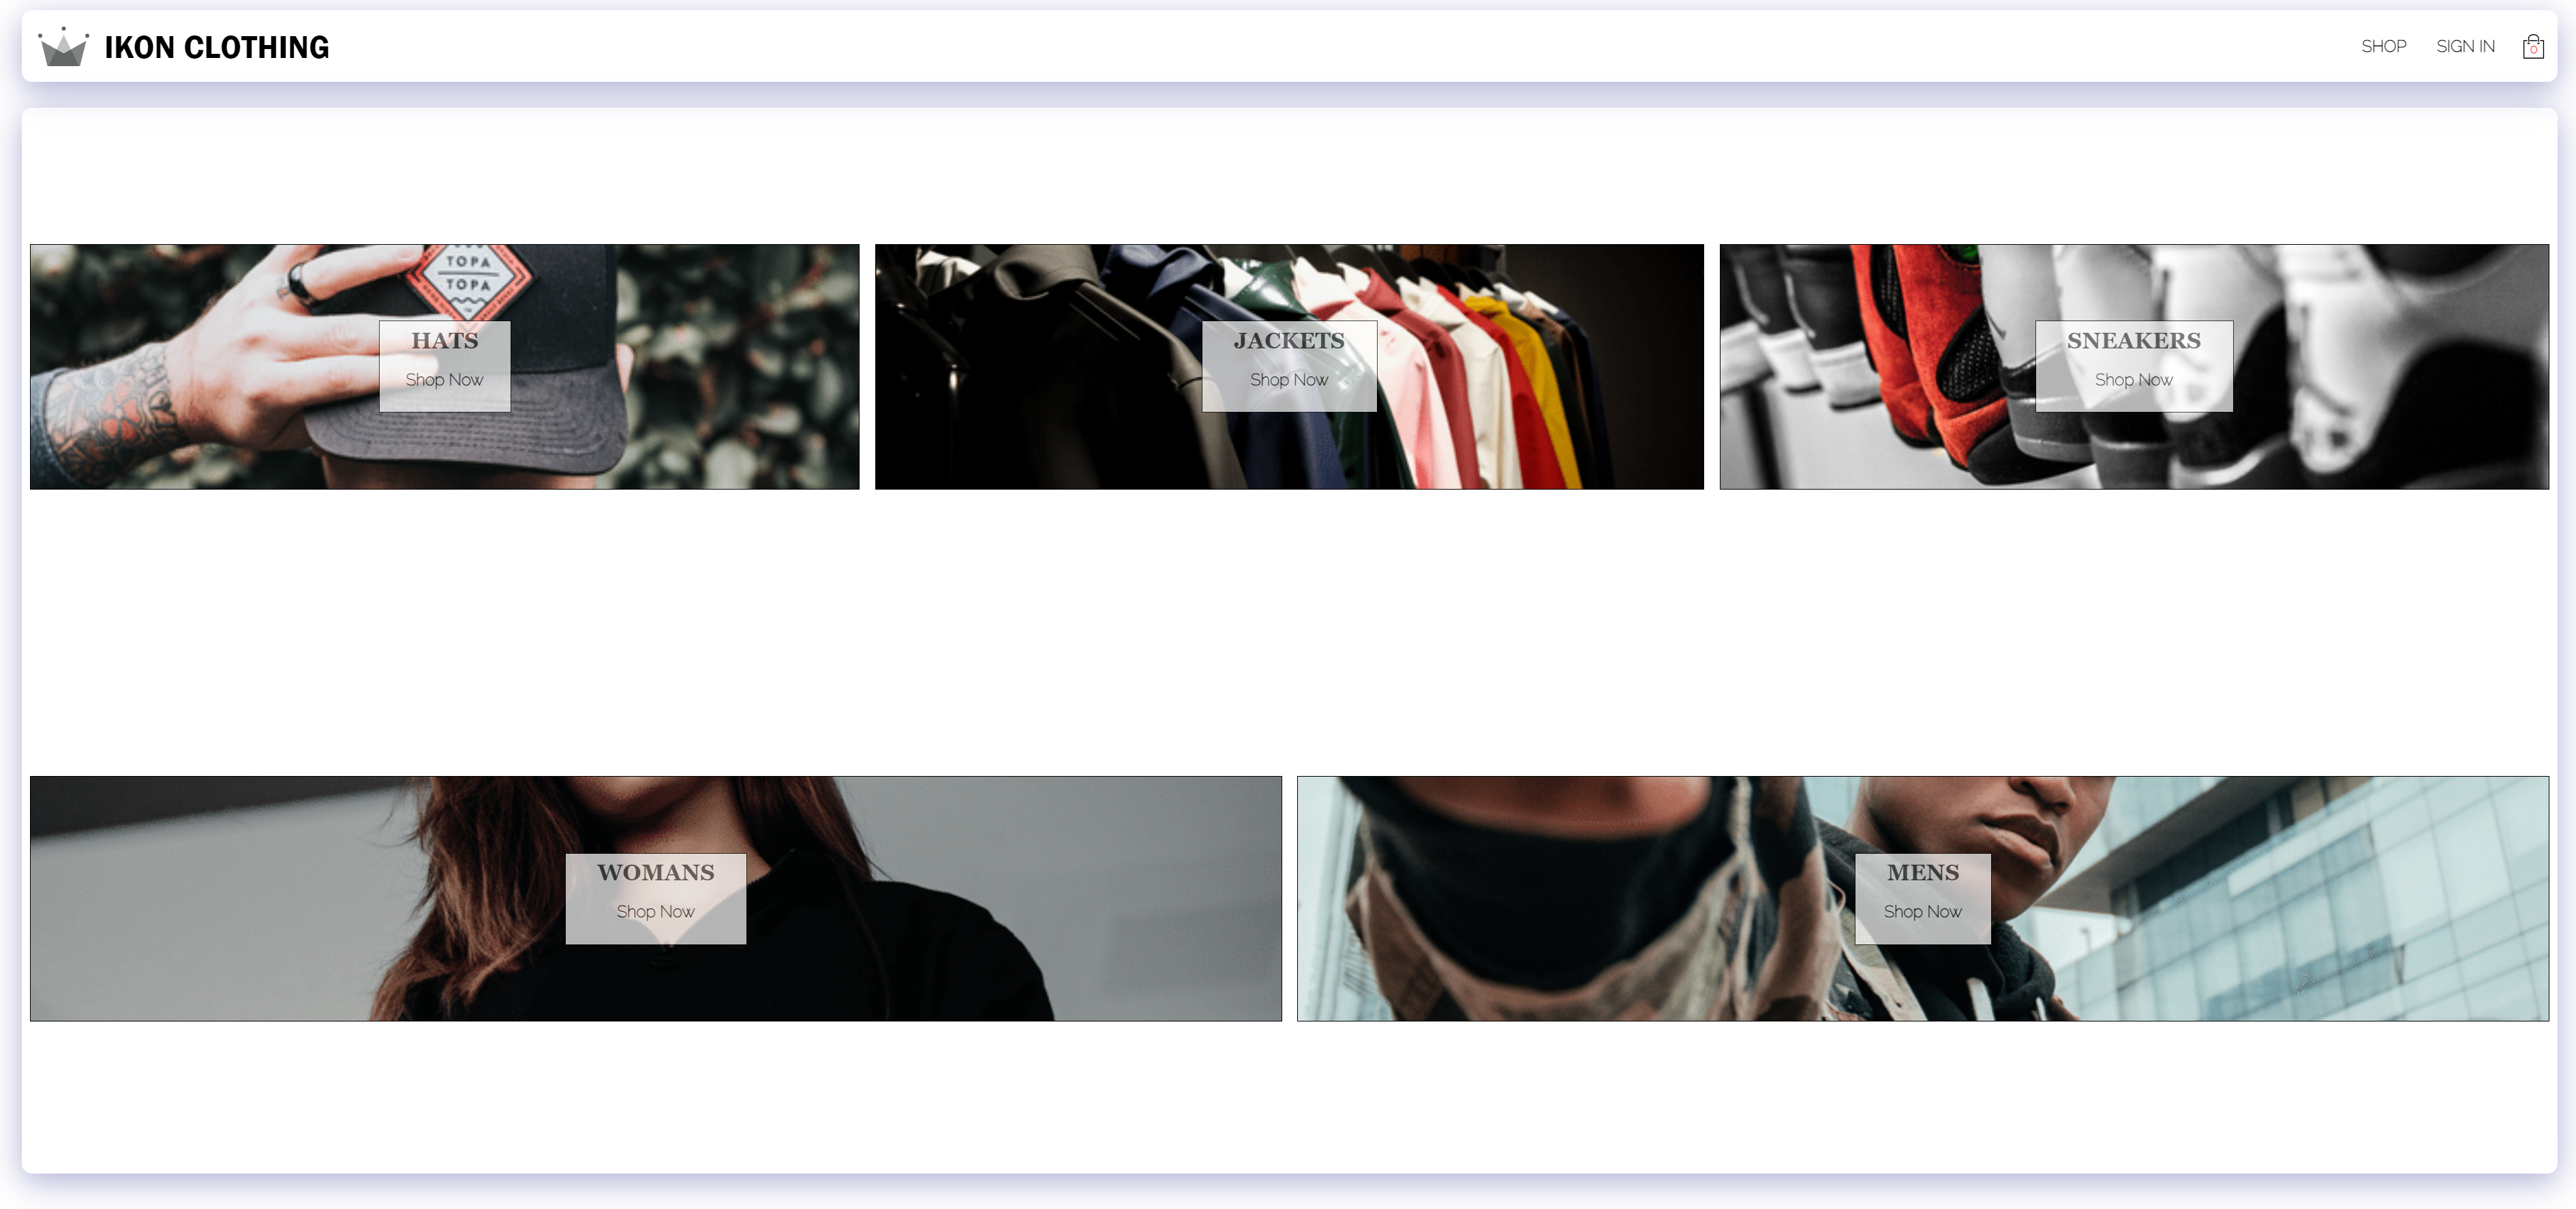 IKON CLOTHING
SHOP
SIGN IN
0
TOPA
TOPA
HATS
Shop Now
JACKETS
Shop Now
SNEAKERS
Shop Now
WOMANS
Shop Now
MENS
Shop Now